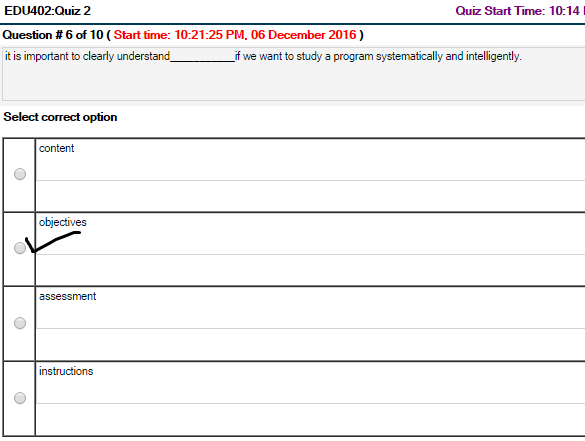 EDU402:Quiz 2 Quiz Start Time: 10:14
Question # 6 of 10 ( Start time: 10:21:25 PM, 06 December 2016 )
it is important to clearly understand___________if we want to study a program systematically and intelligently.
Select correct option
content
objectives
assessment
instructions